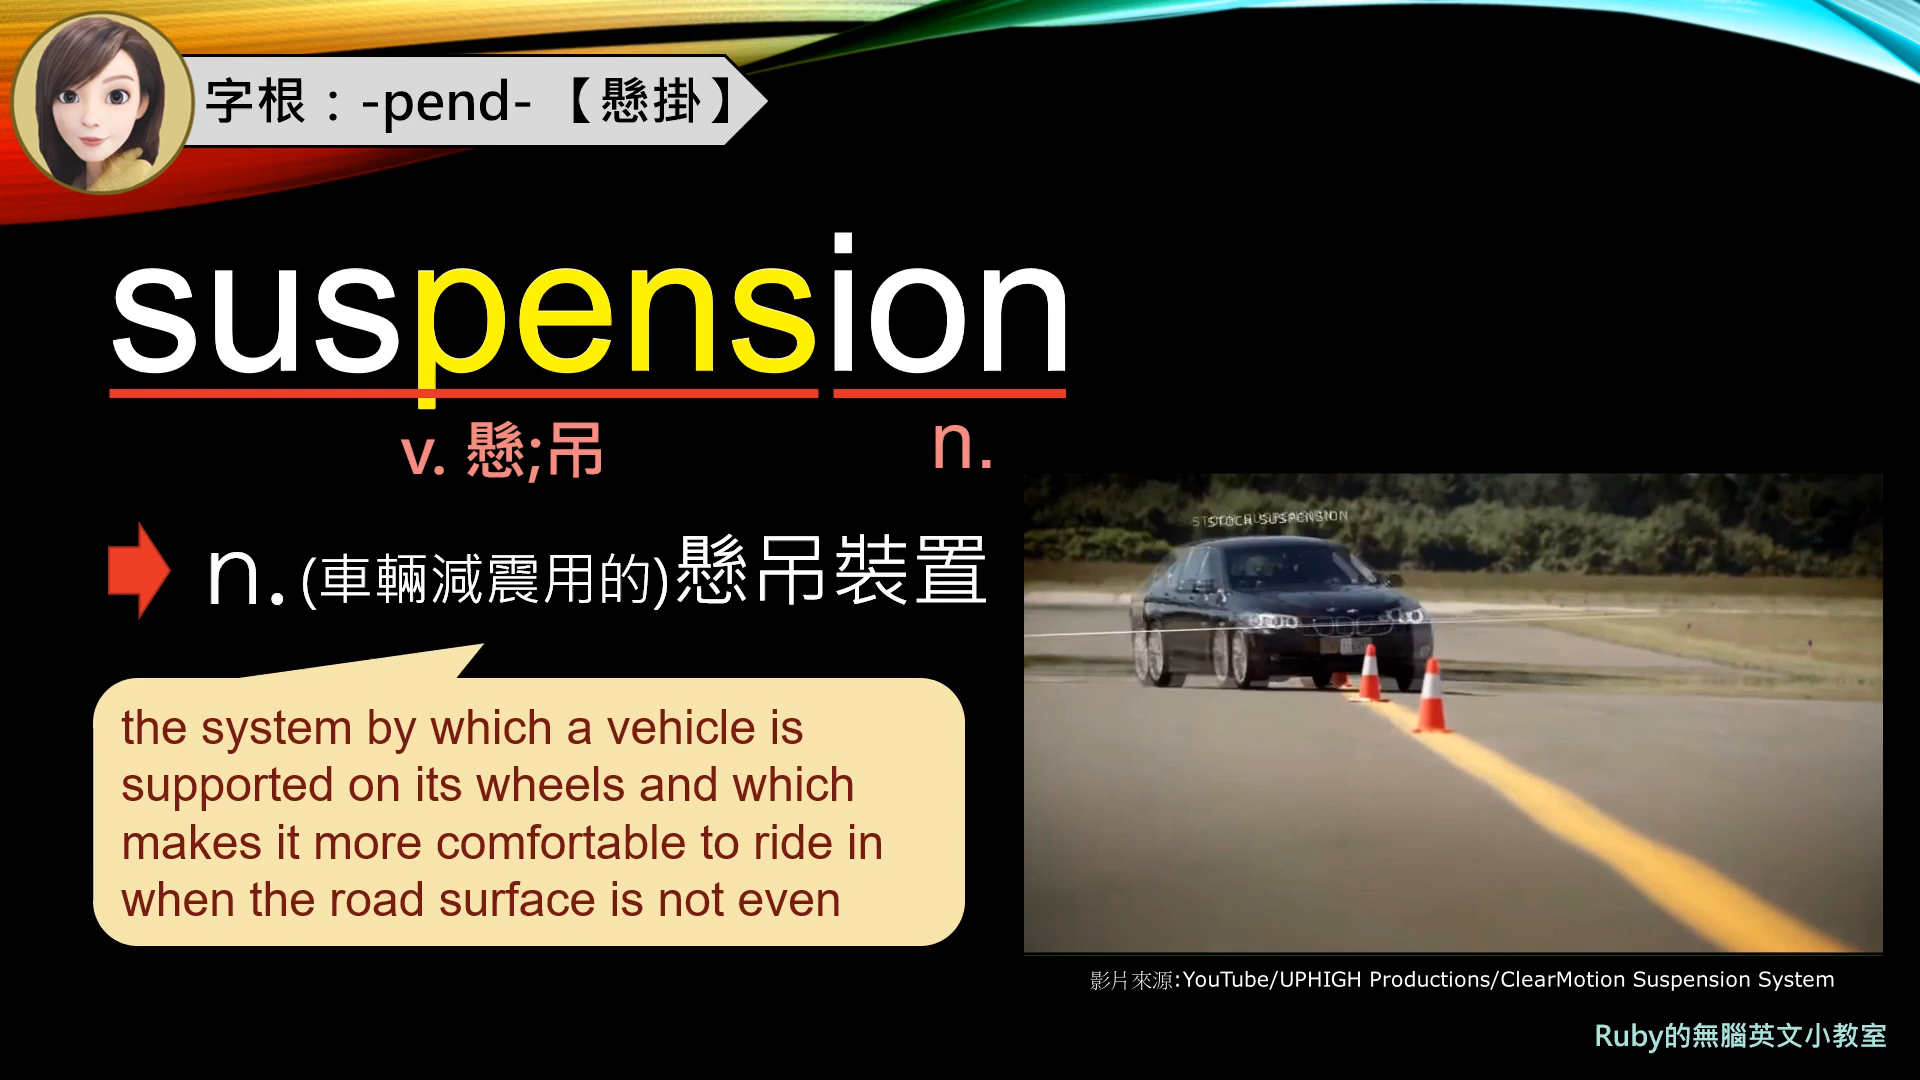 字根：-pend-【懸掛】
suspension
v. 懸;吊
n.
n. (車輛減震用的)懸吊裝置
the system by which a vehicle is
supported on its wheels and which
makes it more comfortable to ride in
when the road surface is not even
STOCK SUSPENSION
影片來源:YouTube/UPHIGH Productions/ClearMotion Suspension System
Ruby的無腦英文小教室